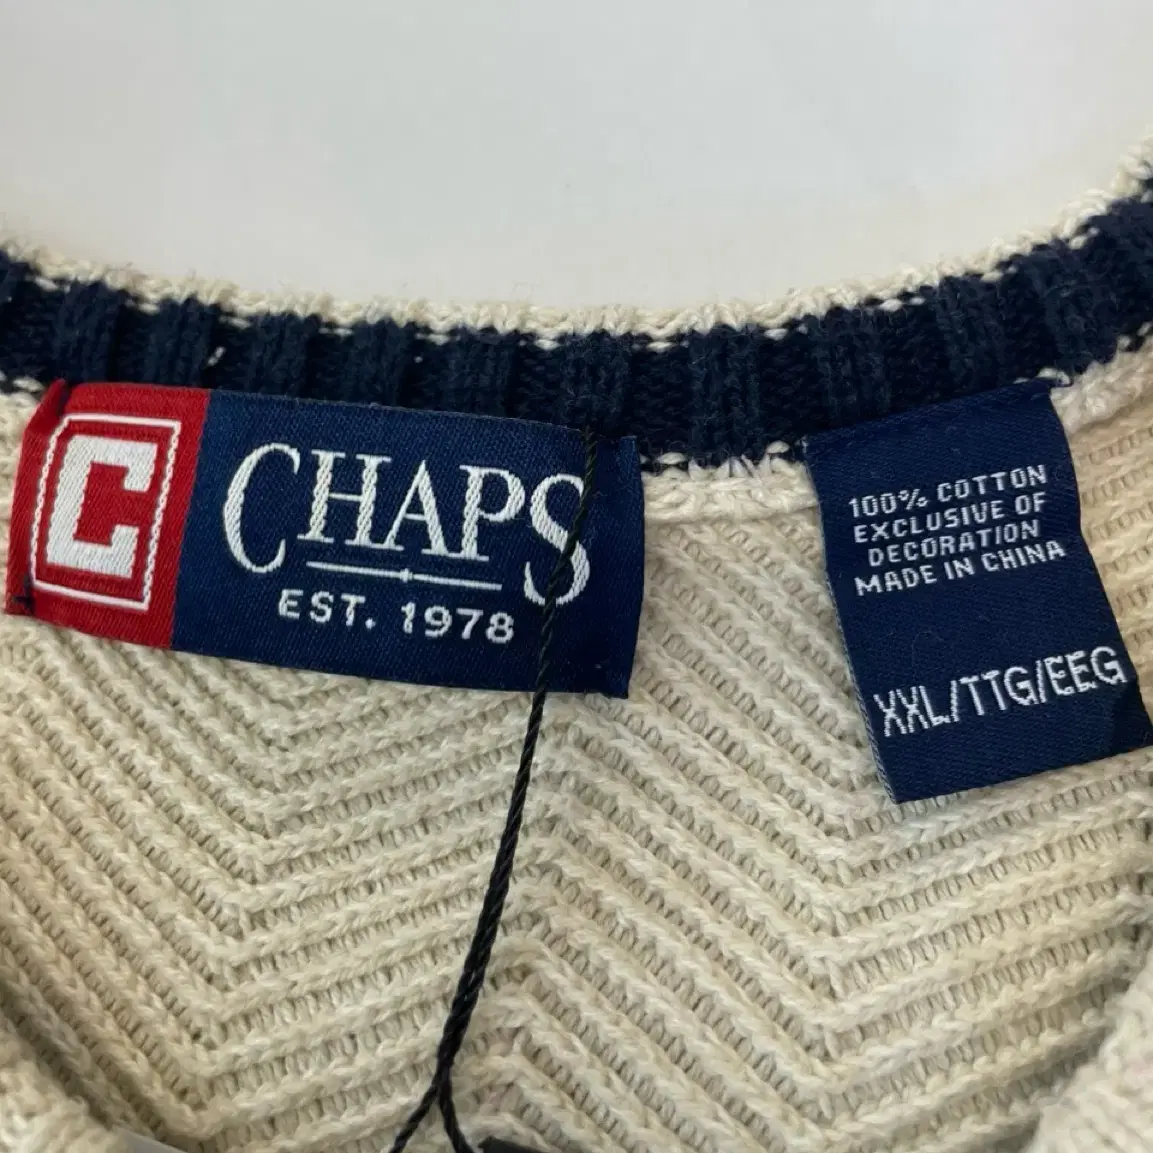 C
CHAPS
EST. 1978
100% COTTON
EXCLUSIVE OF
DECORATION
MADE IN CHINA
XXL/TTG/EEG